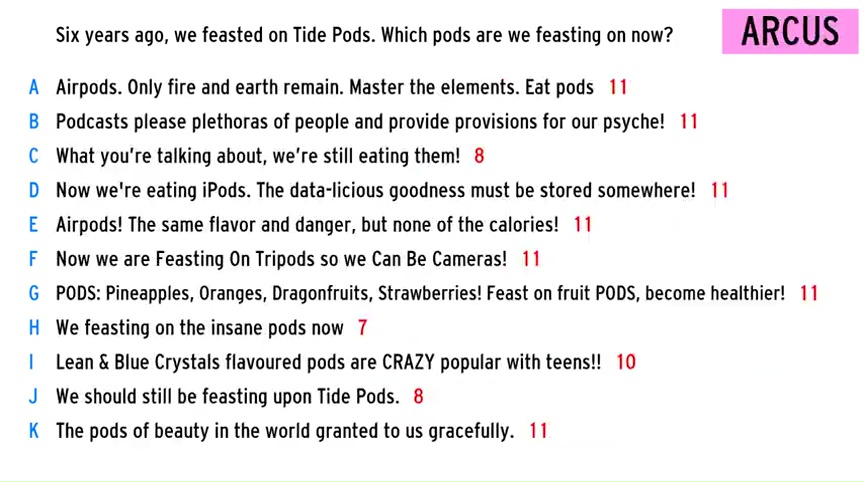 Six years ago, we feasted on Tide Pods. Which pods are we feasting on now?
ARCUS
A Airpods. Only fire and earth remain. Master the elements. Eat pods 11
B Podcasts please plethoras of people and provide provisions for our psyche! 11
C What you're talking about, we're still eating them! 8
D Now we're eating iPods. The data-licious goodness must be stored somewhere! 11
E Airpods! The same flavor and danger, but none of the calories! 11
F Now we are Feasting On Tripods so we Can Be Cameras! 11
G PODS: Pineapples, Oranges, Dragonfruits, Strawberries! Feast on fruit PODS, become healthier! 11
H We feasting on the insane pods now 7
I Lean & Blue Crystals flavoured pods are CRAZY popular with teens!! 10
J We should still be feasting upon Tide Pods. 8
K The pods of beauty in the world granted to us gracefully. 11